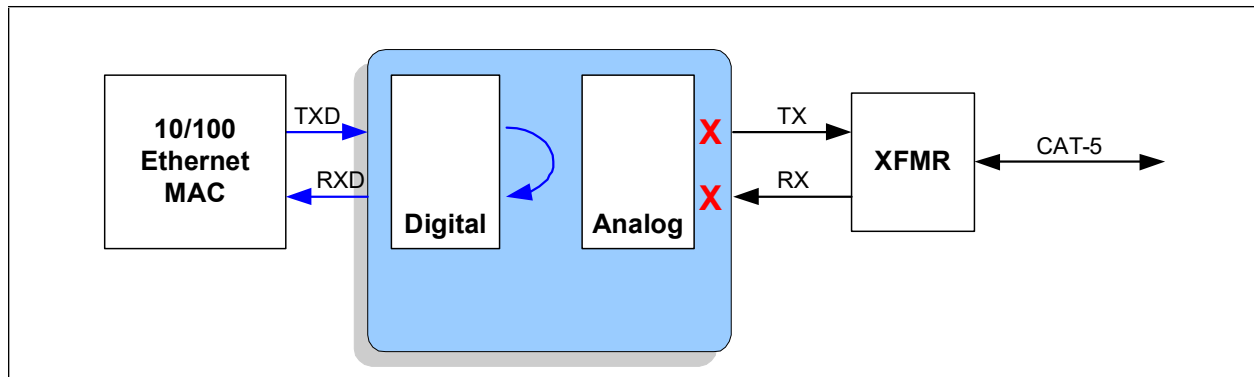 10/100
Ethernet
MAC
TXD
RXD
Digital
Analog
X
X
TX
RX
XFMR
CAT-5